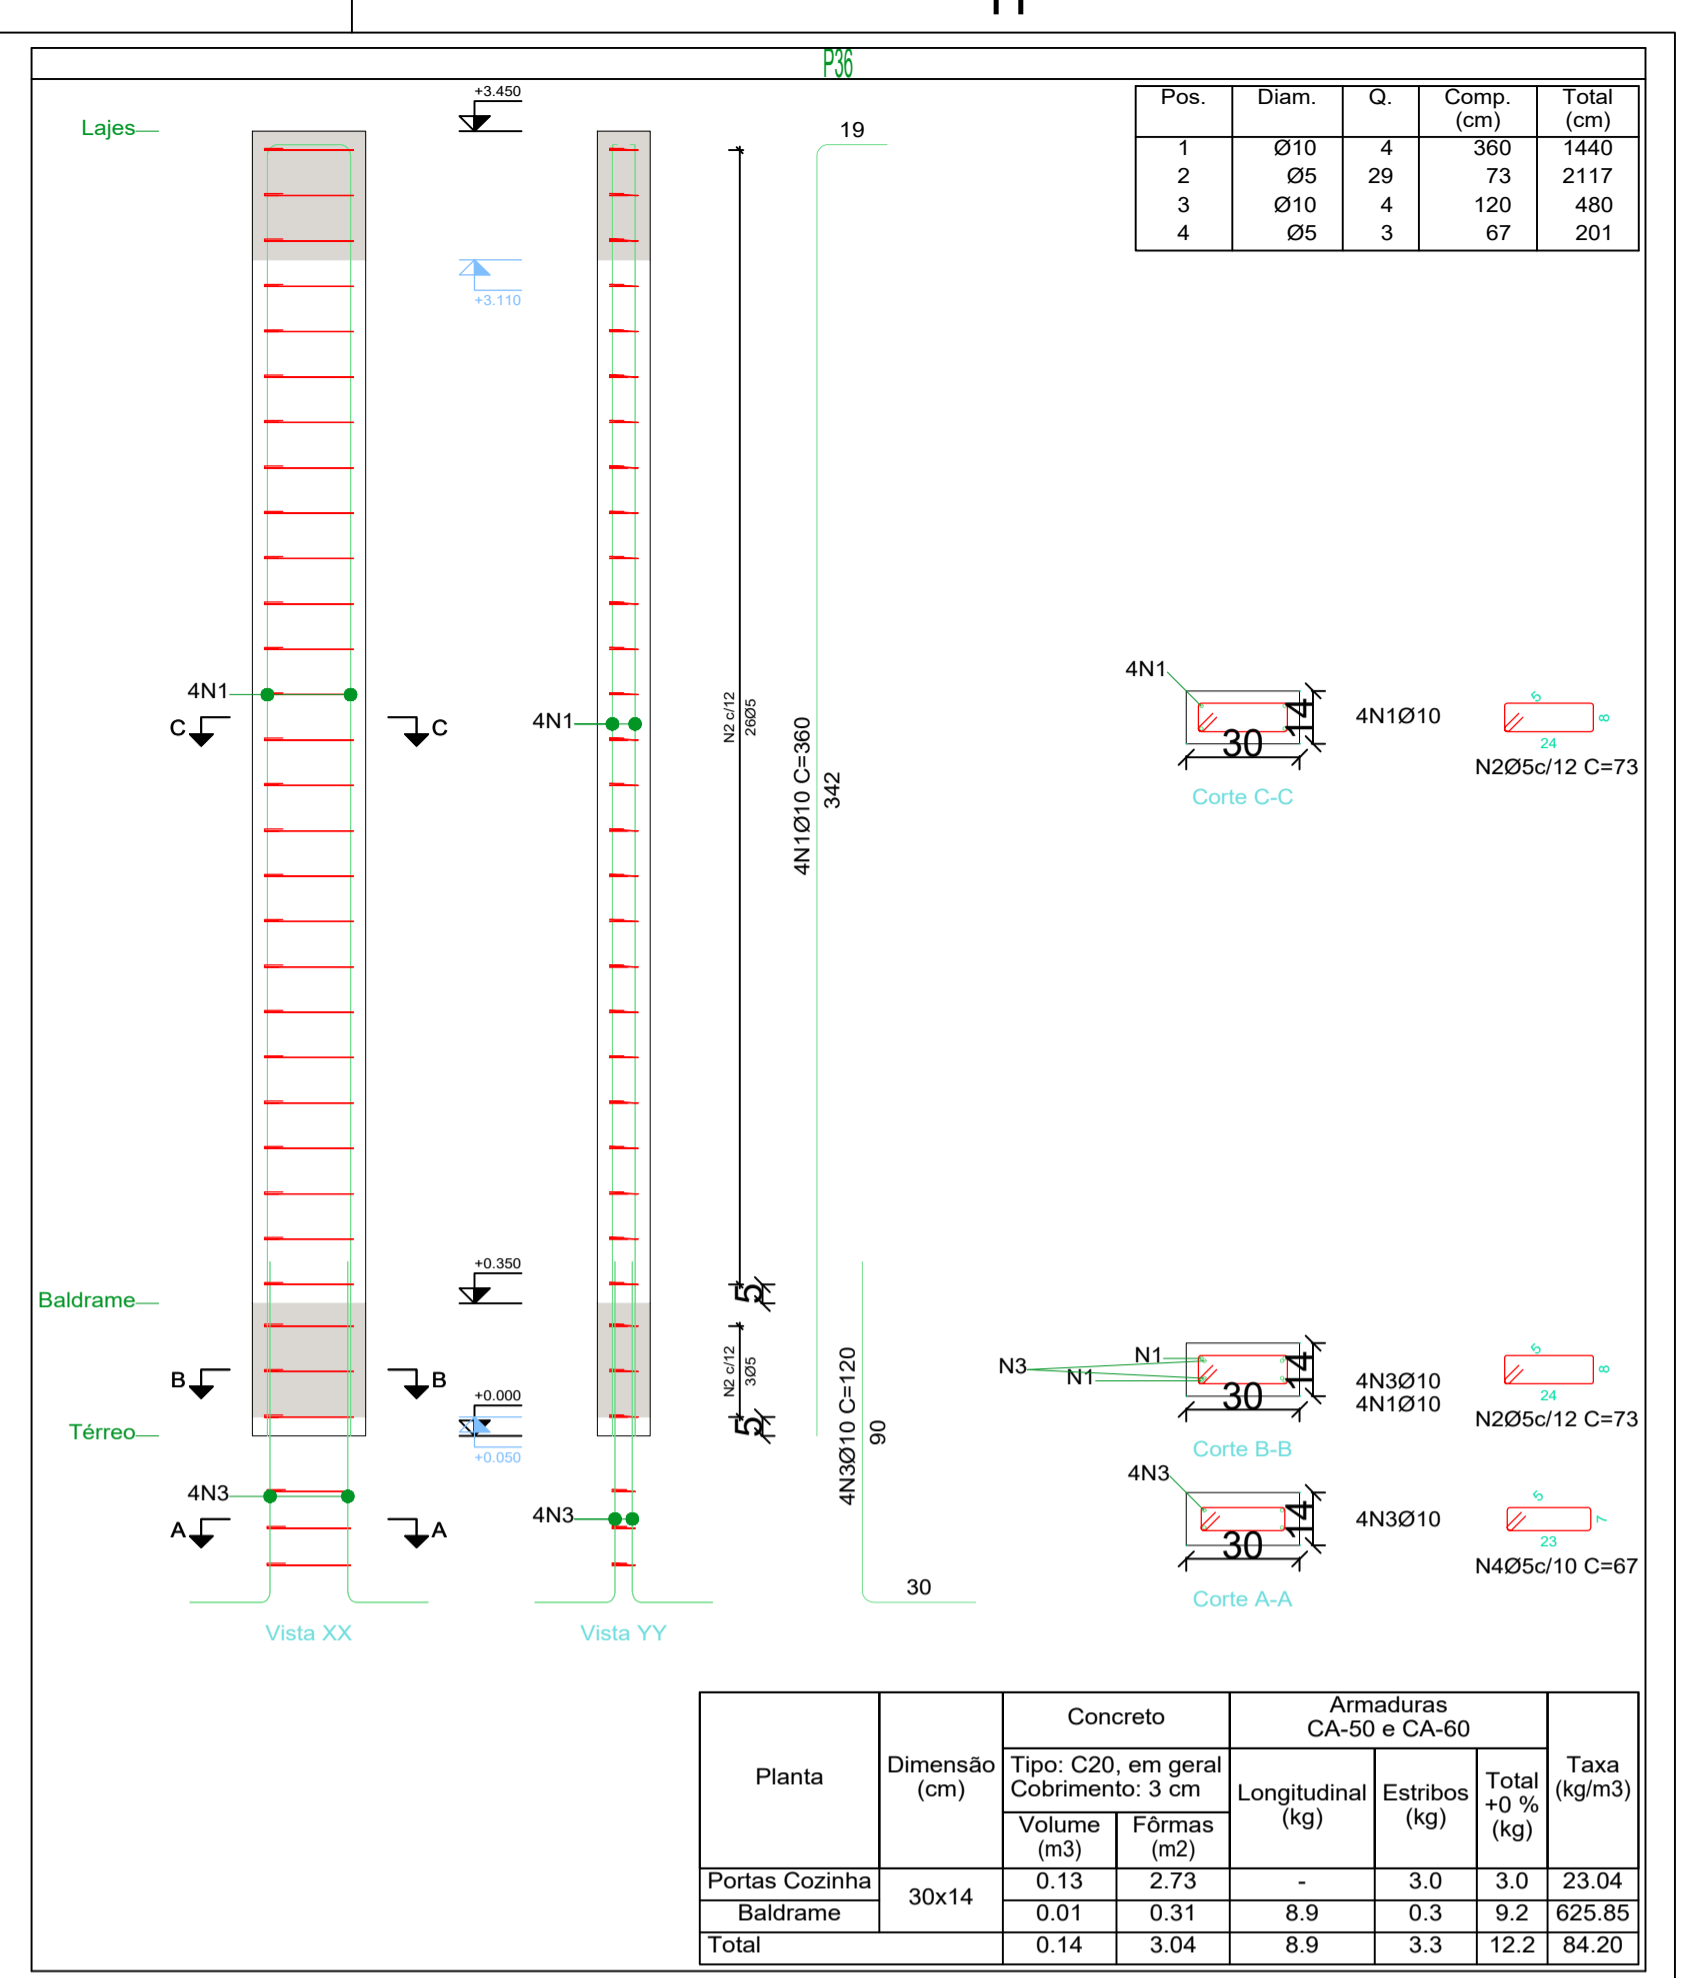 P36
Pos. Diam. Q. Comp. (cm) Total (cm)
1 Ø10 4 360 1440
2 Ø5 29 73 2117
3 Ø10 4 120 480
4 Ø5 3 67 201
Lajes
+3.450
19
+3.110
4N1
C C
4N1
N2 c/12
26Ø5
4N1Ø10 C=360
342
4N1
30
14
4N1Ø10
5
8
24
N2Ø5c/12 C=73
Corte C-C
Baldrame
+0.350
5
B B
N2 c/12
3Ø5
+0.000
5
Térreo
+0.050
4N3Ø10 C=120
90
N3
N1
N1
30
14
4N3Ø10
4N1Ø10
5
8
24
N2Ø5c/12 C=73
Corte B-B
4N3
A A
4N3
30
4N3
30
14
4N3Ø10
5
7
23
N4Ø5c/10 C=67
Corte A-A
Vista XX
Vista YY
Planta
Dimensão
(cm)
Concreto
Armaduras
CA-50 e CA-60
Taxa
(kg/m3)
Tipo: C20, em geral
Cobrimento: 3 cm
Longitudinal
(kg)
Estribos
(kg)
Total
+0 %
(kg)
Volume
(m3)
Fôrmas
(m2)
Portas Cozinha 30x14 0.13 2.73 - 3.0 3.0 23.04
Baldrame 0.01 0.31 8.9 0.3 9.2 625.85
Total 0.14 3.04 8.9 3.3 12.2 84.20